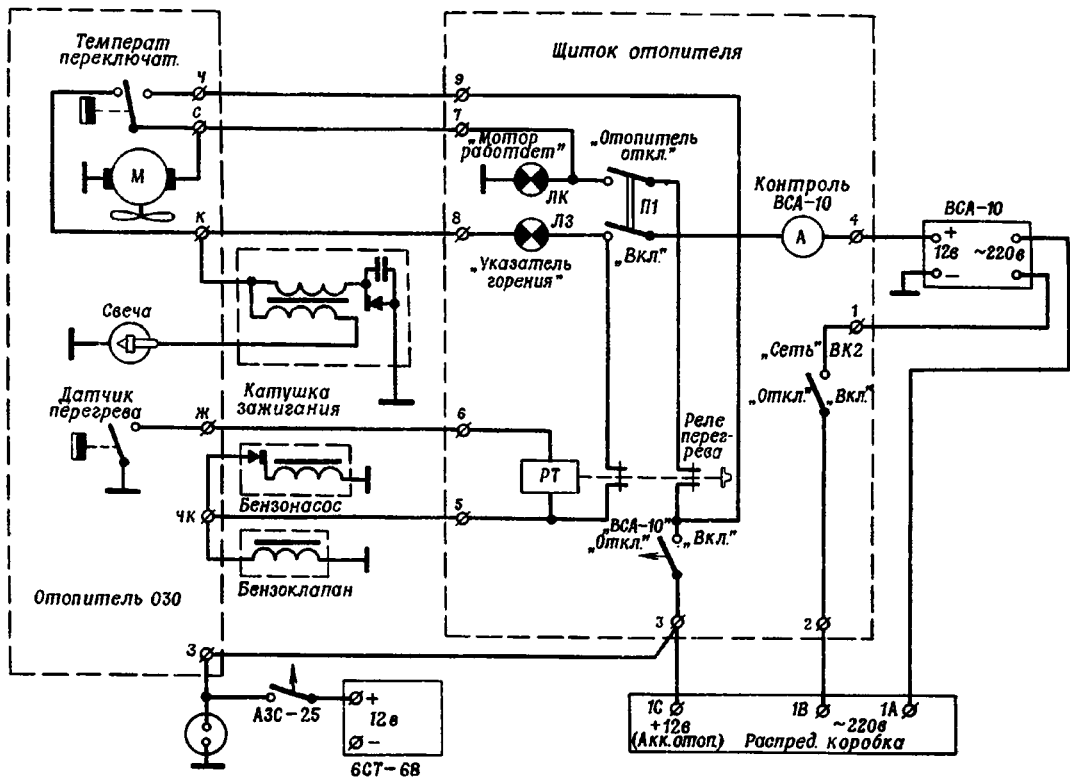 Температ
переключат.
Щиток отопителя
Ч
9
С
7
„Мотор
работает"
„Отопитель
откл."
М
ЛК
П1
Контроль
ВСА-10
4
ВСА-10
+
12в
~220в
−
К
8
ЛЗ
А
„Указатель
горения"
„Вкл."
Свеча
1
„Сеть"
ВК2
„Откл."
„Вкл."
Катушка
зажигания
Датчик
перегрева
Ж
6
Реле
перег-
рева
РТ
Бензонасос
ЧК
5
„ВСА-10"
„Откл."
„Вкл."
Бензоклапан
Отопитель 030
3
3
2
АЗС-25
+
12в
−
6СТ-68
1С
+12в
(Акк.отоп)
1В
~220в
1А
Распред. коробка